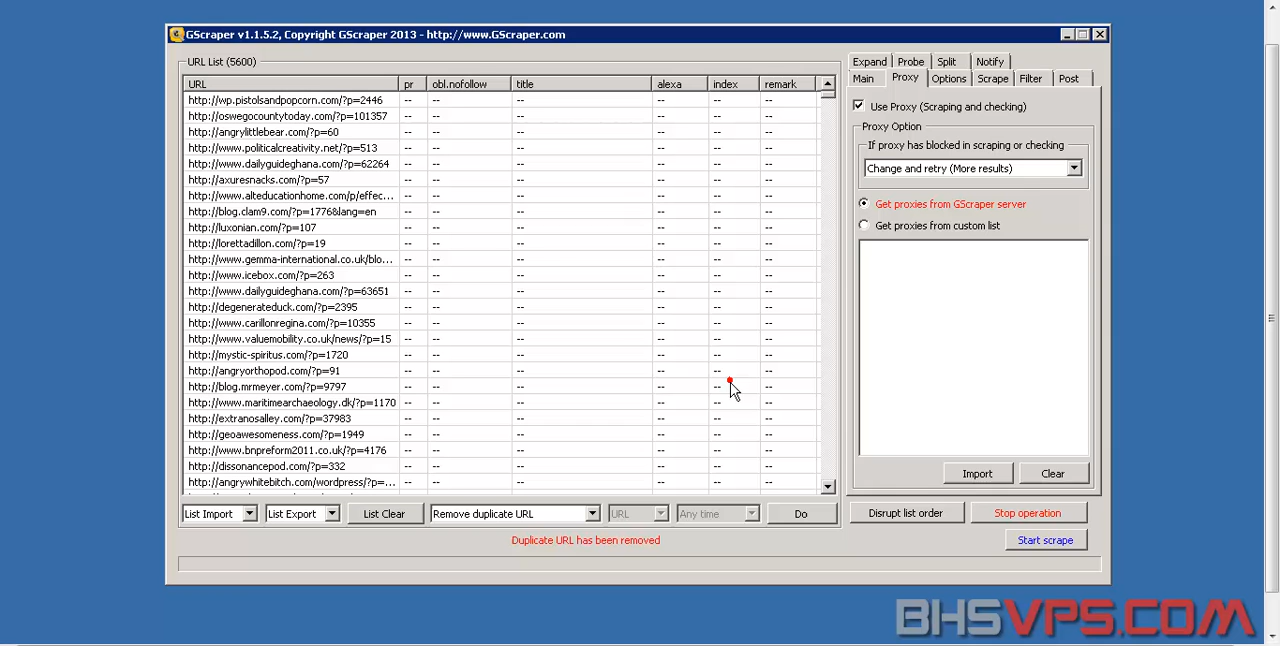 GScraper v1.1.5.2, Copyright GScraper 2013 - http://www.GScraper.com
URL List (5600)
URL pr obl.nofollow title alexa index remark
http://wp.pistolsandpopcorn.com/?p=2446 -- -- -- -- -- --
http://oswegocountytoday.com/?p=101357 -- -- -- -- -- --
http://angrylittlebear.com/?p=60 -- -- -- -- -- --
http://www.politicalcreativity.net/?p=513 -- -- -- -- -- --
http://www.dailyguideghana.com/?p=62264 -- -- -- -- -- --
http://axuresnacks.com/?p=57 -- -- -- -- -- --
http://www.alteducationhome.com/p/effec... -- -- -- -- -- --
http://blog.clam9.com/?p=1776&lang=en -- -- -- -- -- --
http://luxonian.com/?p=107 -- -- -- -- -- --
http://lorettadillon.com/?p=19 -- -- -- -- -- --
http://www.gemma-international.co.uk/blo... -- -- -- -- -- --
http://www.icebox.com/?p=263 -- -- -- -- -- --
http://www.dailyguideghana.com/?p=63651 -- -- -- -- -- --
http://degenerateduck.com/?p=2395 -- -- -- -- -- --
http://www.carillonregina.com/?p=10355 -- -- -- -- -- --
http://www.valuemobility.co.uk/news/?p=15 -- -- -- -- -- --
http://mystic-spiritus.com/?p=1720 -- -- -- -- -- --
http://angryorthopod.com/?p=91 -- -- -- -- -- --
http://blog.mrmeyer.com/?p=9797 -- -- -- -- -- --
http://www.maritimearchaeology.dk/?p=1170 -- -- -- -- -- --
http://extranosalley.com/?p=37983 -- -- -- -- -- --
http://geoawesomeness.com/?p=1949 -- -- -- -- -- --
http://www.bnpreform2011.co.uk/?p=4176 -- -- -- -- -- --
http://dissonancepod.com/?p=332 -- -- -- -- -- --
http://angrywhitebitch.com/wordpress/?p=... -- -- -- -- -- --
List Import List Export List Clear Remove duplicate URL URL Any time Do
Duplicate URL has been removed
Expand Probe Split Notify
Main Proxy Options Scrape Filter Post
Use Proxy (Scraping and checking)
Proxy Option
If proxy has blocked in scraping or checking
Change and retry (More results)
Get proxies from GScraper server
Get proxies from custom list
Import Clear
Disrupt list order Stop operation
Start scrape
BHSVPS.COM